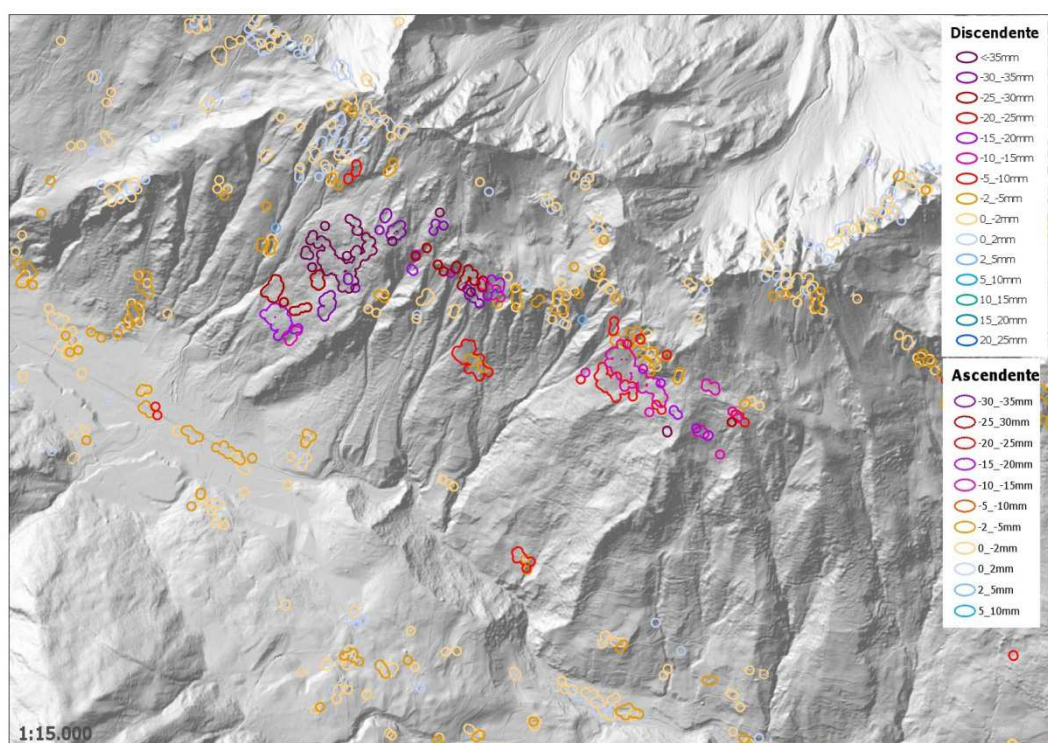 Discendente
<-35mm
-30_-35mm
-25_-30mm
-20_-25mm
-15_-20mm
-10_-15mm
-5_-10mm
-2_-5mm
0_-2mm
0_2mm
2_5mm
5_10mm
10_15mm
15_20mm
20_25mm
Ascendente
-30_-35mm
-25_30mm
-20_-25mm
-15_-20mm
-10_-15mm
-5_-10mm
-2_-5mm
0_-2mm
0_2mm
2_5mm
5_10mm
1:15.000